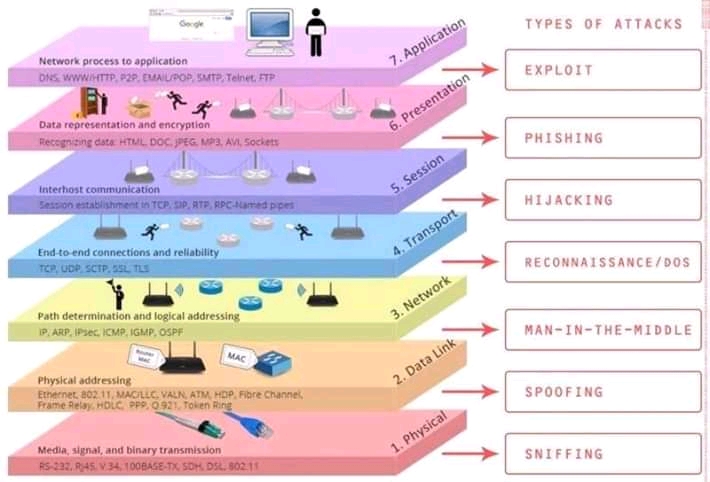 TYPES OF ATTACKS
Google
7. Application
Network process to application
DNS, WWW/HTTP, P2P, EMAIL/POP, SMTP, Telnet, FTP
EXPLOIT
6. Presentation
Data representation and encryption
Recognizing data: HTML, DOC, JPEG, MP3, AVI, Sockets
PHISHING
5. Session
Interhost communication
Session establishment in TCP, SIP, RTP, RPC-Named pipes
HIJACKING
4. Transport
End-to-end connections and reliability
TCP, UDP, SCTP, SSL, TLS
RECONNAISSANCE/DOS
3. Network
Path determination and logical addressing
IP, ARP, IPsec, ICMP, IGMP, OSPF
MAN-IN-THE-MIDDLE
2. Data Link
Router
MAC
MAC
Physical addressing
Ethernet, 802.11, MAC/LLC, VALN, ATM, HDP, Fibre Channel,
Frame Relay, HDLC, PPP, Q.921, Token Ring
SPOOFING
1. Physical
Media, signal, and binary transmission
RS-232, RJ45, V.34, 100BASE-TX, SDH, DSL, 802.11
SNIFFING